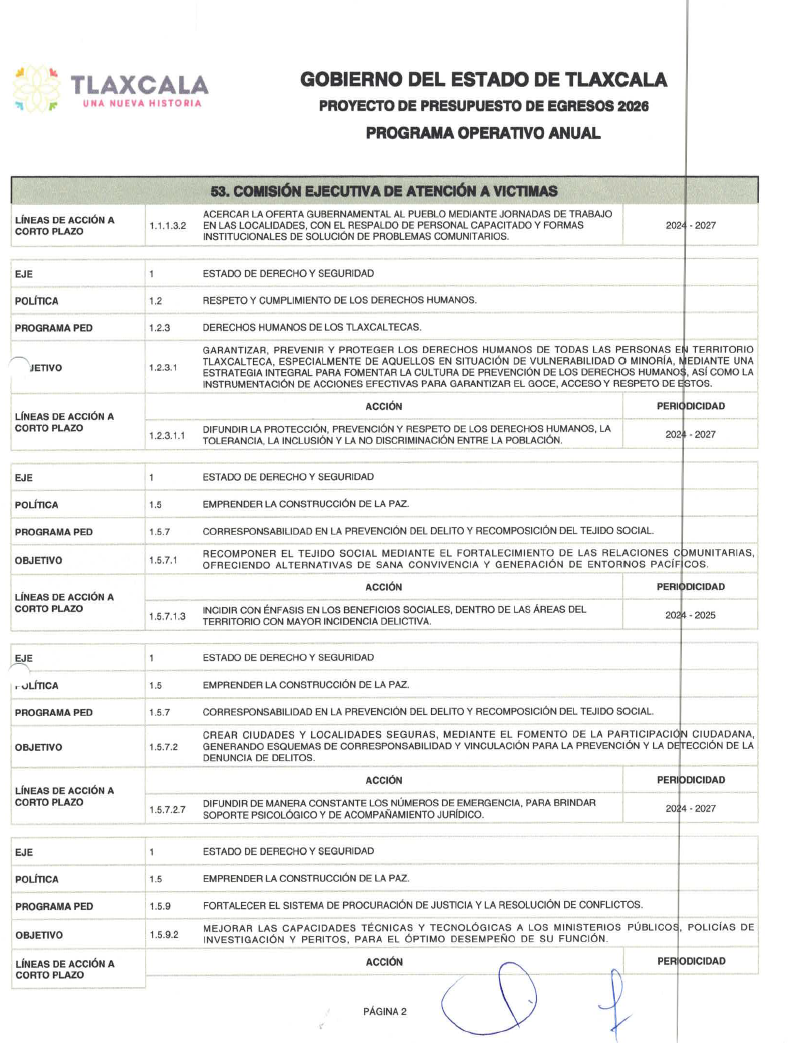 TLAXCALA
UNA NUEVA HISTORIA
GOBIERNO DEL ESTADO DE TLAXCALA
PROYECTO DE PRESUPUESTO DE EGRESOS 2026
PROGRAMA OPERATIVO ANUAL
53. COMISIÓN EJECUTIVA DE ATENCIÓN A VICTIMAS
LÍNEAS DE ACCIÓN A
CORTO PLAZO
1.1.1.3.2
ACERCAR LA OFERTA GUBERNAMENTAL AL PUEBLO MEDIANTE JORNADAS DE TRABAJO
EN LAS LOCALIDADES, CON EL RESPALDO DE PERSONAL CAPACITADO Y FORMAS
INSTITUCIONALES DE SOLUCIÓN DE PROBLEMAS COMUNITARIOS.
2024 - 2027
EJE 1 ESTADO DE DERECHO Y SEGURIDAD
POLÍTICA 1.2 RESPETO Y CUMPLIMIENTO DE LOS DERECHOS HUMANOS.
PROGRAMA PED 1.2.3 DERECHOS HUMANOS DE LOS TLAXCALTECAS.
JETIVO 1.2.3.1
GARANTIZAR, PREVENIR Y PROTEGER LOS DERECHOS HUMANOS DE TODAS LAS PERSONAS EN TERRITORIO
TLAXCALTECA, ESPECIALMENTE DE AQUELLOS EN SITUACIÓN DE VULNERABILIDAD O MINORÍA, MEDIANTE UNA
ESTRATEGIA INTEGRAL PARA FOMENTAR LA CULTURA DE PREVENCIÓN DE LOS DERECHOS HUMANOS, ASÍ COMO LA
INSTRUMENTACIÓN DE ACCIONES EFECTIVAS PARA GARANTIZAR EL GOCE, ACCESO Y RESPETO DE ESTOS.
LÍNEAS DE ACCIÓN A
CORTO PLAZO
ACCIÓN PERIODICIDAD
1.2.3.1.1
DIFUNDIR LA PROTECCIÓN, PREVENCIÓN Y RESPETO DE LOS DERECHOS HUMANOS, LA
TOLERANCIA, LA INCLUSIÓN Y LA NO DISCRIMINACIÓN ENTRE LA POBLACIÓN.
2024 - 2027
EJE 1 ESTADO DE DERECHO Y SEGURIDAD
POLÍTICA 1.5 EMPRENDER LA CONSTRUCCIÓN DE LA PAZ.
PROGRAMA PED 1.5.7 CORRESPONSABILIDAD EN LA PREVENCIÓN DEL DELITO Y RECOMPOSICIÓN DEL TEJIDO SOCIAL.
OBJETIVO 1.5.7.1
RECOMPONER EL TEJIDO SOCIAL MEDIANTE EL FORTALECIMIENTO DE LAS RELACIONES COMUNITARIAS,
OFRECIENDO ALTERNATIVAS DE SANA CONVIVENCIA Y GENERACIÓN DE ENTORNOS PACÍFICOS.
LÍNEAS DE ACCIÓN A
CORTO PLAZO
ACCIÓN PERIODICIDAD
1.5.7.1.3
INCIDIR CON ÉNFASIS EN LOS BENEFICIOS SOCIALES, DENTRO DE LAS ÁREAS DEL
TERRITORIO CON MAYOR INCIDENCIA DELICTIVA.
2024 - 2025
EJE 1 ESTADO DE DERECHO Y SEGURIDAD
POLÍTICA 1.5 EMPRENDER LA CONSTRUCCIÓN DE LA PAZ.
PROGRAMA PED 1.5.7 CORRESPONSABILIDAD EN LA PREVENCIÓN DEL DELITO Y RECOMPOSICIÓN DEL TEJIDO SOCIAL.
OBJETIVO 1.5.7.2
CREAR CIUDADES Y LOCALIDADES SEGURAS, MEDIANTE EL FOMENTO DE LA PARTICIPACIÓN CIUDADANA,
GENERANDO ESQUEMAS DE CORRESPONSABILIDAD Y VINCULACIÓN PARA LA PREVENCIÓN Y LA DETECCIÓN DE LA
DENUNCIA DE DELITOS.
LÍNEAS DE ACCIÓN A
CORTO PLAZO
ACCIÓN PERIODICIDAD
1.5.7.2.7
DIFUNDIR DE MANERA CONSTANTE LOS NÚMEROS DE EMERGENCIA, PARA BRINDAR
SOPORTE PSICOLÓGICO Y DE ACOMPAÑAMIENTO JURÍDICO.
2024 - 2027
EJE 1 ESTADO DE DERECHO Y SEGURIDAD
POLÍTICA 1.5 EMPRENDER LA CONSTRUCCIÓN DE LA PAZ.
PROGRAMA PED 1.5.9 FORTALECER EL SISTEMA DE PROCURACIÓN DE JUSTICIA Y LA RESOLUCIÓN DE CONFLICTOS.
OBJETIVO 1.5.9.2
MEJORAR LAS CAPACIDADES TÉCNICAS Y TECNOLÓGICAS A LOS MINISTERIOS PÚBLICOS, POLICÍAS DE
INVESTIGACIÓN Y PERITOS, PARA EL ÓPTIMO DESEMPEÑO DE SU FUNCIÓN.
LÍNEAS DE ACCIÓN A
CORTO PLAZO
ACCIÓN PERIODICIDAD
PÁGINA 2